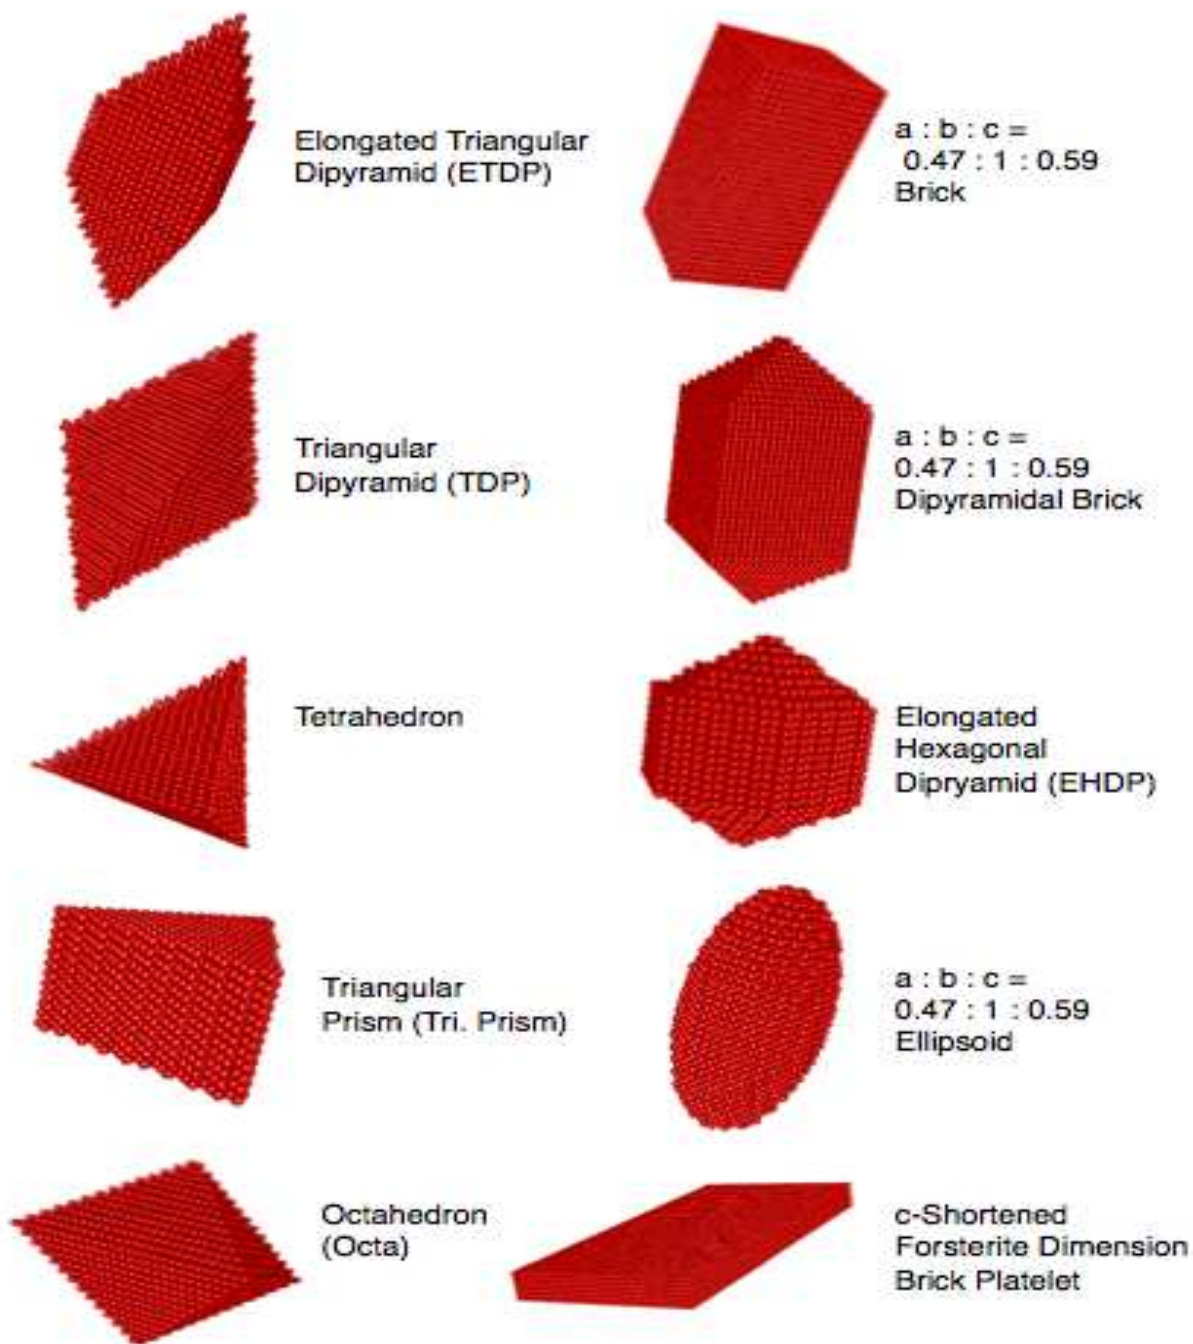 Elongated Triangular
Dipyramid (ETDP)
a : b : c =
0.47 : 1 : 0.59
Brick
Triangular
Dipyramid (TDP)
a : b : c =
0.47 : 1 : 0.59
Dipyramidal Brick
Tetrahedron
Elongated
Hexagonal
Dipryamid (EHDP)
Triangular
Prism (Tri. Prism)
a : b : c =
0.47 : 1 : 0.59
Ellipsoid
Octahedron
(Octa)
c-Shortened
Forsterite Dimension
Brick Platelet